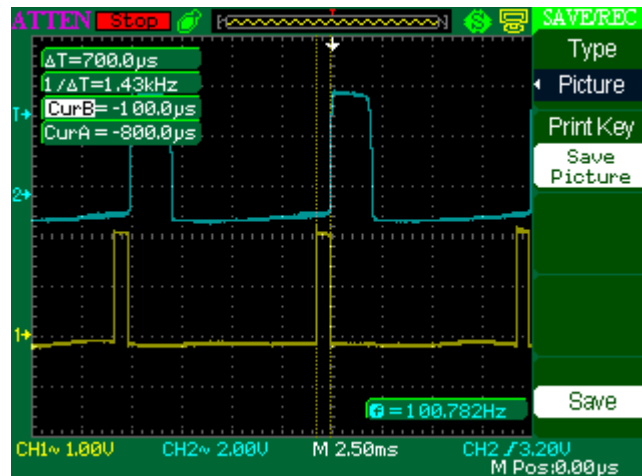 ATTEN Stop
SAVE/REC
ΔT=700.0µs
1/ΔT=1.43kHz
CurB= -100.0µs
CurA = -800.0µs
Type
Picture
Print Key
Save
Picture
T
2
1
f = 100.782Hz
Save
CH1~ 1.00V CH2~ 2.00V M 2.50ms CH2 / 3.20V
M Pos:0.00µs